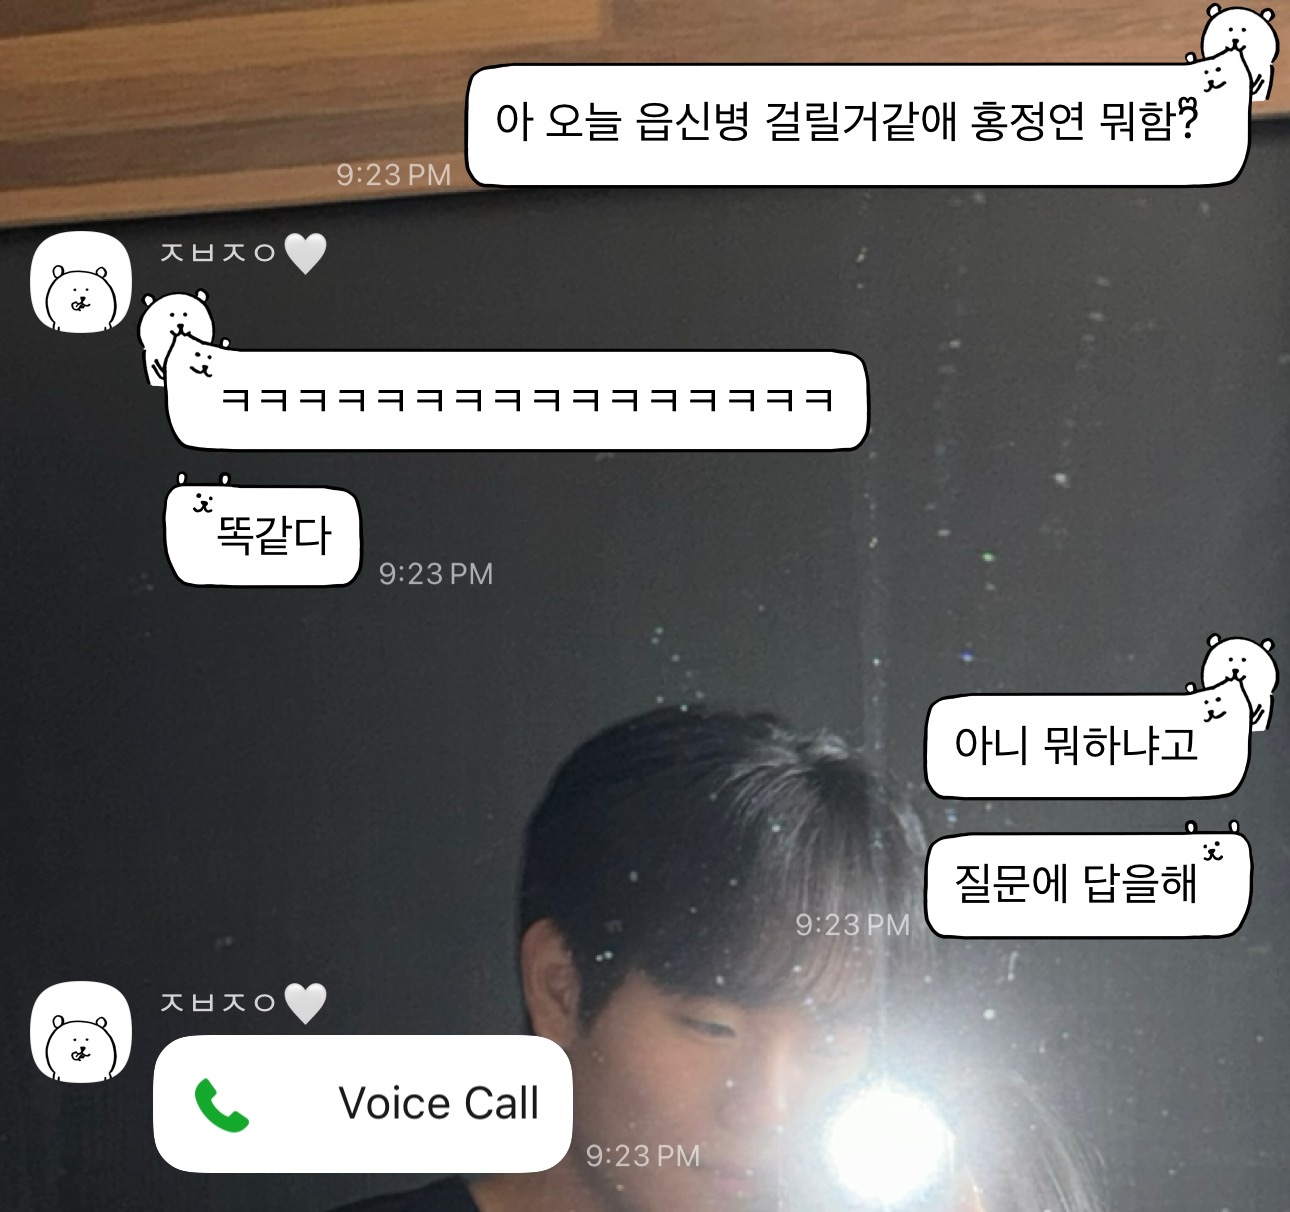 아 오늘 읍신병 걸릴거같애 홍정연 뭐함?
9:23 PM
ㅈㅂㅈㅇ🤍
ㅋㅋㅋㅋㅋㅋㅋㅋㅋㅋㅋㅋㅋㅋㅋㅋ
똑같다
9:23 PM
아니 뭐하냐고
질문에 답을해
9:23 PM
ㅈㅂㅈㅇ🤍
Voice Call
9:23 PM